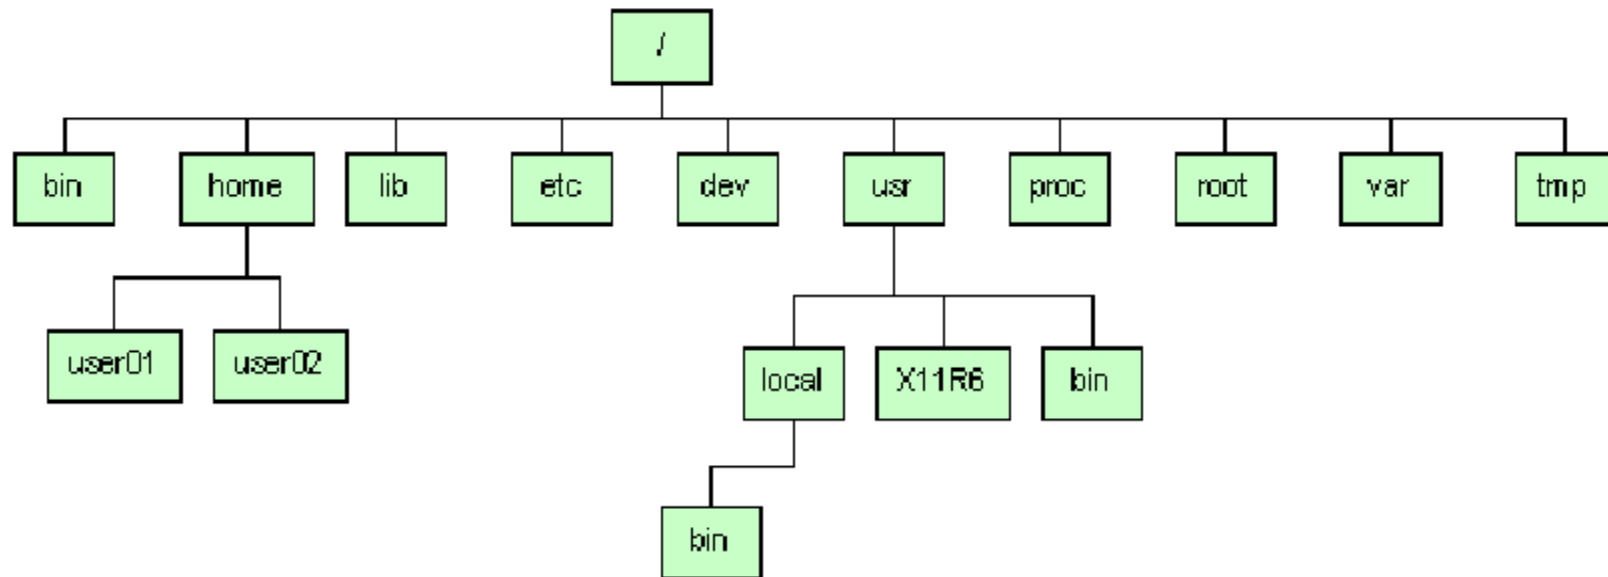 /
bin home lib etc dev usr proc root var tmp
user01 user02
local X11R6 bin
bin